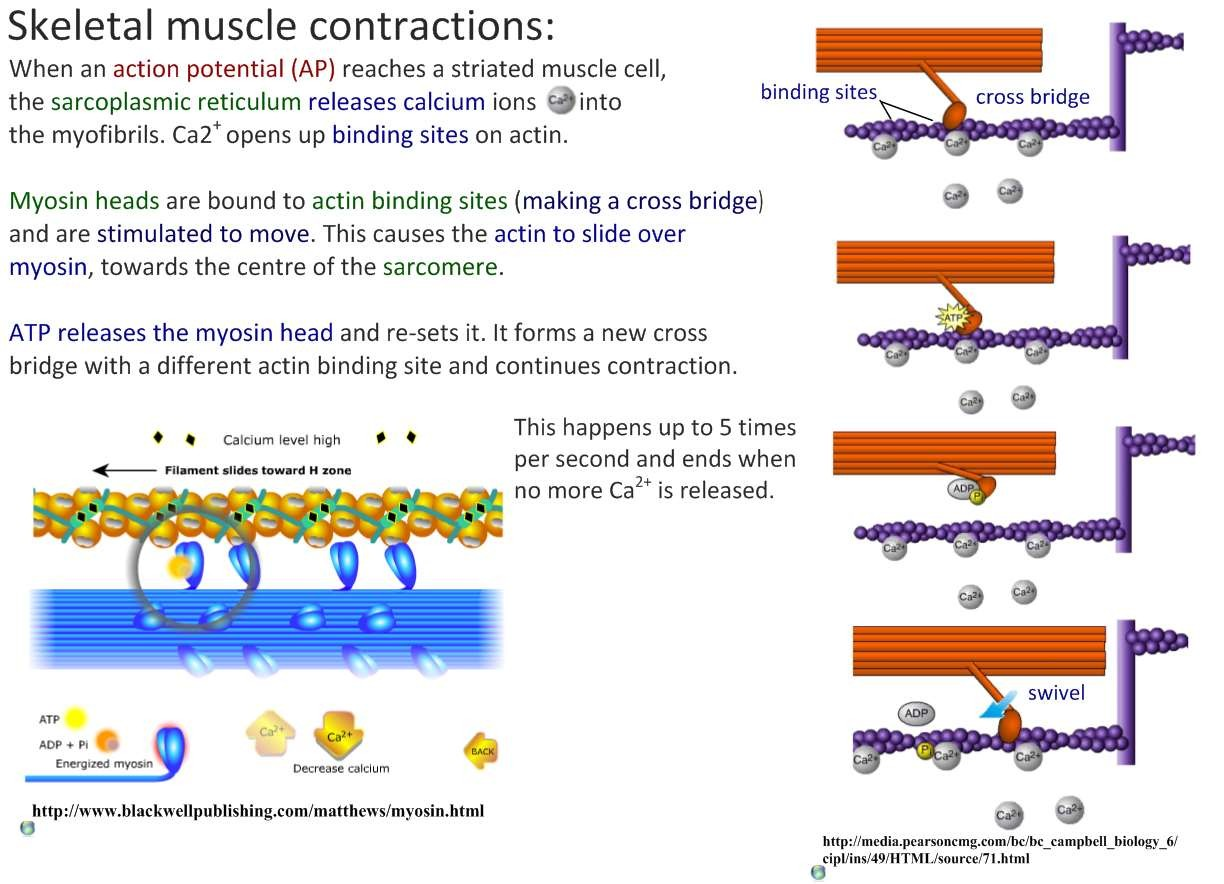 Skeletal muscle contractions:
When an action potential (AP) reaches a striated muscle cell,
the sarcoplasmic reticulum releases calcium ions Ca2+ into
the myofibrils. Ca2+ opens up binding sites on actin.
Myosin heads are bound to actin binding sites (making a cross bridge)
and are stimulated to move. This causes the actin to slide over
myosin, towards the centre of the sarcomere.
ATP releases the myosin head and re-sets it. It forms a new cross
bridge with a different actin binding site and continues contraction.
This happens up to 5 times
per second and ends when
no more Ca2+ is released.
Calcium level high
Filament slides toward H zone
ATP
ADP + Pi
Energized myosin
Ca2+
Ca2+
Decrease calcium
BACK
http://www.blackwellpublishing.com/matthews/myosin.html
binding sites
cross bridge
Ca2+
Ca2+
Ca2+
Ca2+
Ca2+
ATP
Ca2+
Ca2+
Ca2+
Ca2+
Ca2+
ADP
P
Ca2+
Ca2+
Ca2+
Ca2+
Ca2+
swivel
ADP
P
Ca2+
Ca2+
Ca2+
Ca2+
Ca2+
http://media.pearsoncmg.com/bc/bc_campbell_biology_6/
cipl/ins/49/HTML/source/71.html